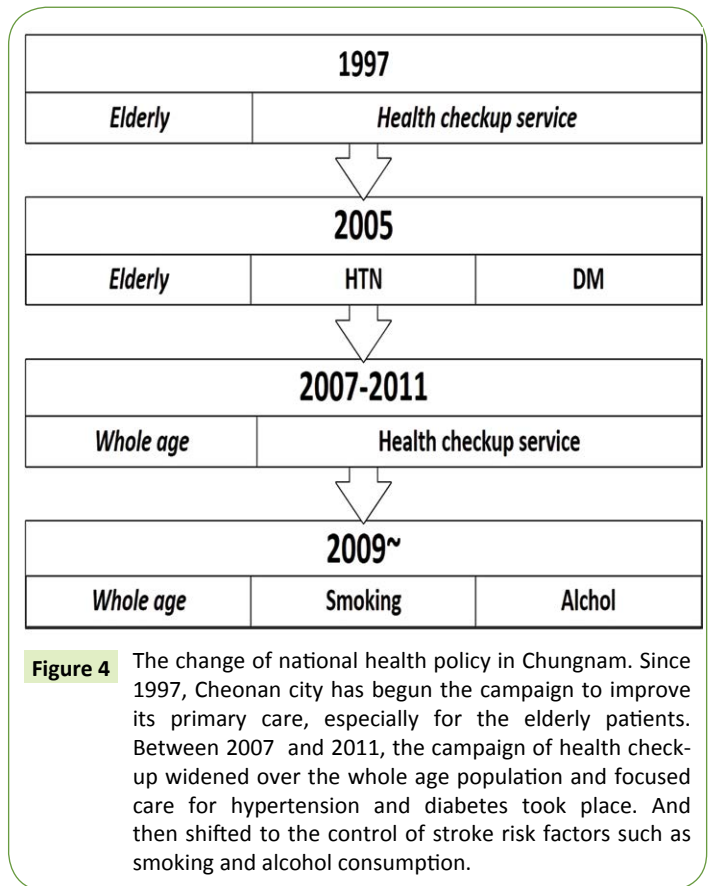 1997
Elderly Health checkup service
2005
Elderly HTN DM
2007-2011
Whole age Health checkup service
2009~
Whole age Smoking Alchol
Figure 4 The change of national health policy in Chungnam. Since
1997, Cheonan city has begun the campaign to improve
its primary care, especially for the elderly patients.
Between 2007 and 2011, the campaign of health check-
up widened over the whole age population and focused
care for hypertension and diabetes took place. And
then shifted to the control of stroke risk factors such as
smoking and alcohol consumption.